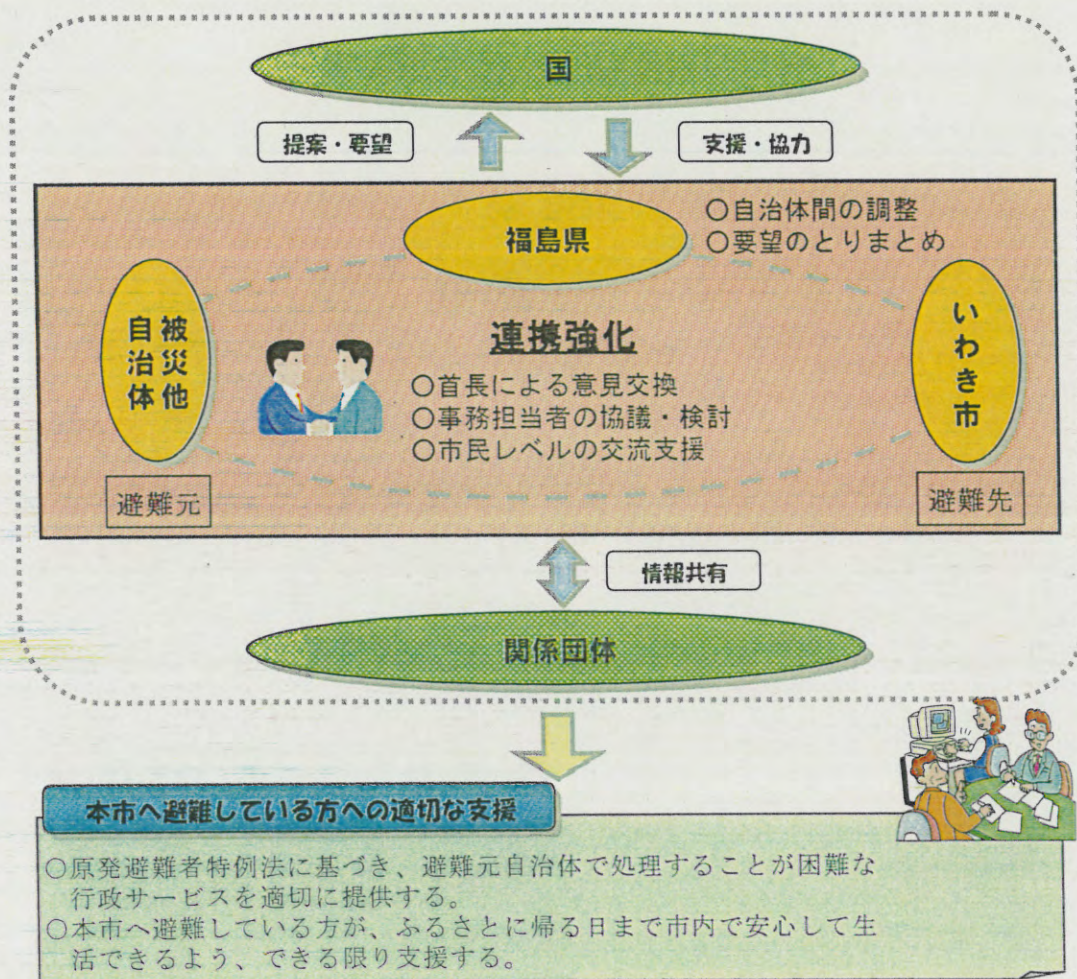 国
提案・要望
支援・協力
福島県
○自治体間の調整
○要望のとりまとめ
被災他
自治体
いわき市
連携強化
○首長による意見交換
○事務担当者の協議・検討
○市民レベルの交流支援
避難元
避難先
情報共有
関係団体
本市へ避難している方への適切な支援
○原発避難者特例法に基づき、避難元自治体で処理することが困難な
行政サービスを適切に提供する。
○本市へ避難している方が、ふるさとに帰る日まで市内で安心して生
活できるよう、できる限り支援する。